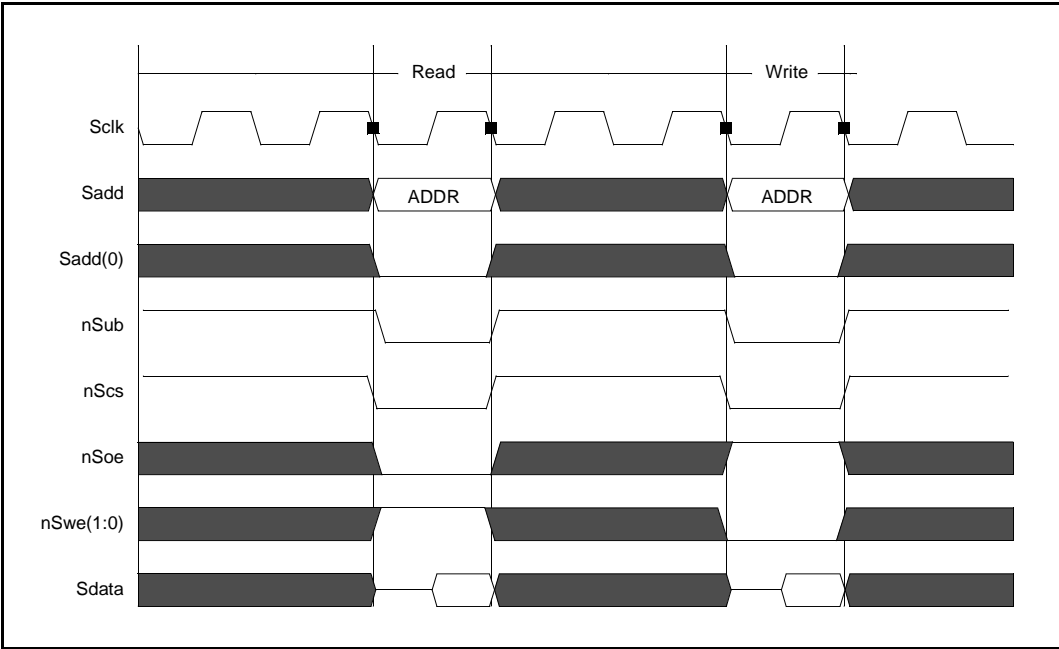 Read Write
Sclk
Sadd ADDR ADDR
Sadd(0)
nSub
nScs
nSoe
nSwe(1:0)
Sdata